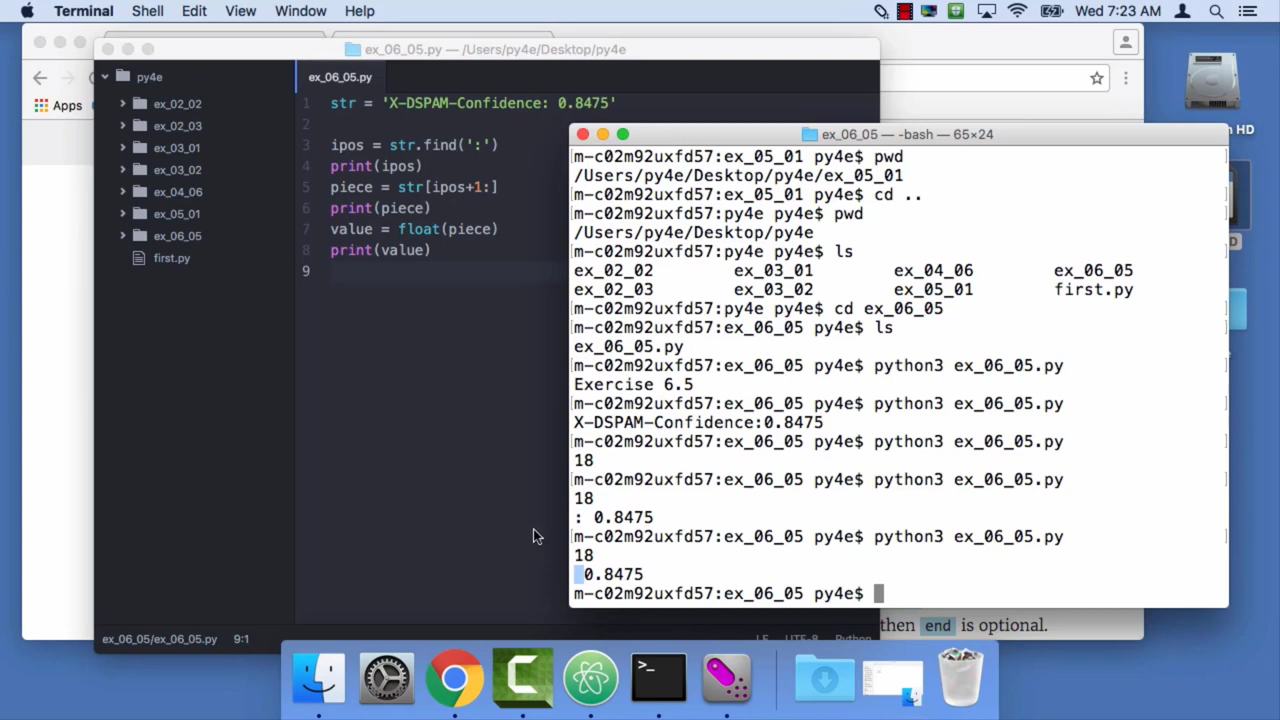 Terminal Shell Edit View Window Help Wed 7:23 AM
ex_06_05.py — /Users/py4e/Desktop/py4e
Apps
py4e
ex_02_02
ex_02_03
ex_03_01
ex_03_02
ex_04_06
ex_05_01
ex_06_05
first.py
ex_06_05.py
1 str = 'X-DSPAM-Confidence: 0.8475'
2
3 ipos = str.find(':')
4 print(ipos)
5 piece = str[ipos+1:]
6 print(piece)
7 value = float(piece)
8 print(value)
9
ex_06_05/ex_06_05.py 9:1
LF UTF-8 Python
ex_06_05 — -bash — 65×24
[m-c02m92uxfd57:ex_05_01 py4e$ pwd ]
/Users/py4e/Desktop/py4e/ex_05_01
[m-c02m92uxfd57:ex_05_01 py4e$ cd .. ]
[m-c02m92uxfd57:py4e py4e$ pwd ]
/Users/py4e/Desktop/py4e
[m-c02m92uxfd57:py4e py4e$ ls ]
ex_02_02 ex_03_01 ex_04_06 ex_06_05
ex_02_03 ex_03_02 ex_05_01 first.py
[m-c02m92uxfd57:py4e py4e$ cd ex_06_05 ]
[m-c02m92uxfd57:ex_06_05 py4e$ ls ]
ex_06_05.py
[m-c02m92uxfd57:ex_06_05 py4e$ python3 ex_06_05.py ]
Exercise 6.5
[m-c02m92uxfd57:ex_06_05 py4e$ python3 ex_06_05.py ]
X-DSPAM-Confidence:0.8475
[m-c02m92uxfd57:ex_06_05 py4e$ python3 ex_06_05.py ]
18
[m-c02m92uxfd57:ex_06_05 py4e$ python3 ex_06_05.py ]
18
: 0.8475
[m-c02m92uxfd57:ex_06_05 py4e$ python3 ex_06_05.py ]
18
0.8475
m-c02m92uxfd57:ex_06_05 py4e$
then end is optional.
HD
D